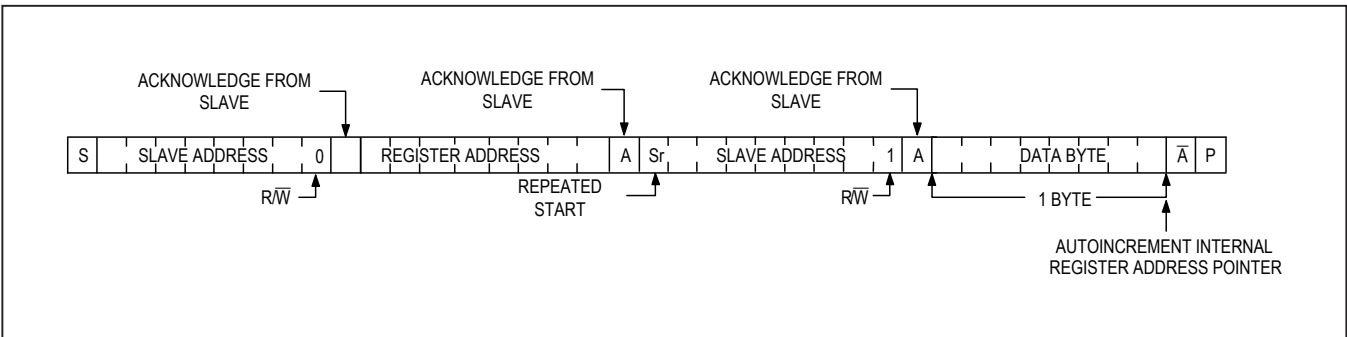 ACKNOWLEDGE FROM
SLAVE
ACKNOWLEDGE FROM
SLAVE
ACKNOWLEDGE FROM
SLAVE
S SLAVE ADDRESS 0 REGISTER ADDRESS A Sr SLAVE ADDRESS 1 A DATA BYTE A̅ P
R/W̅
REPEATED
START
R/W̅
1 BYTE
AUTOINCREMENT INTERNAL
REGISTER ADDRESS POINTER